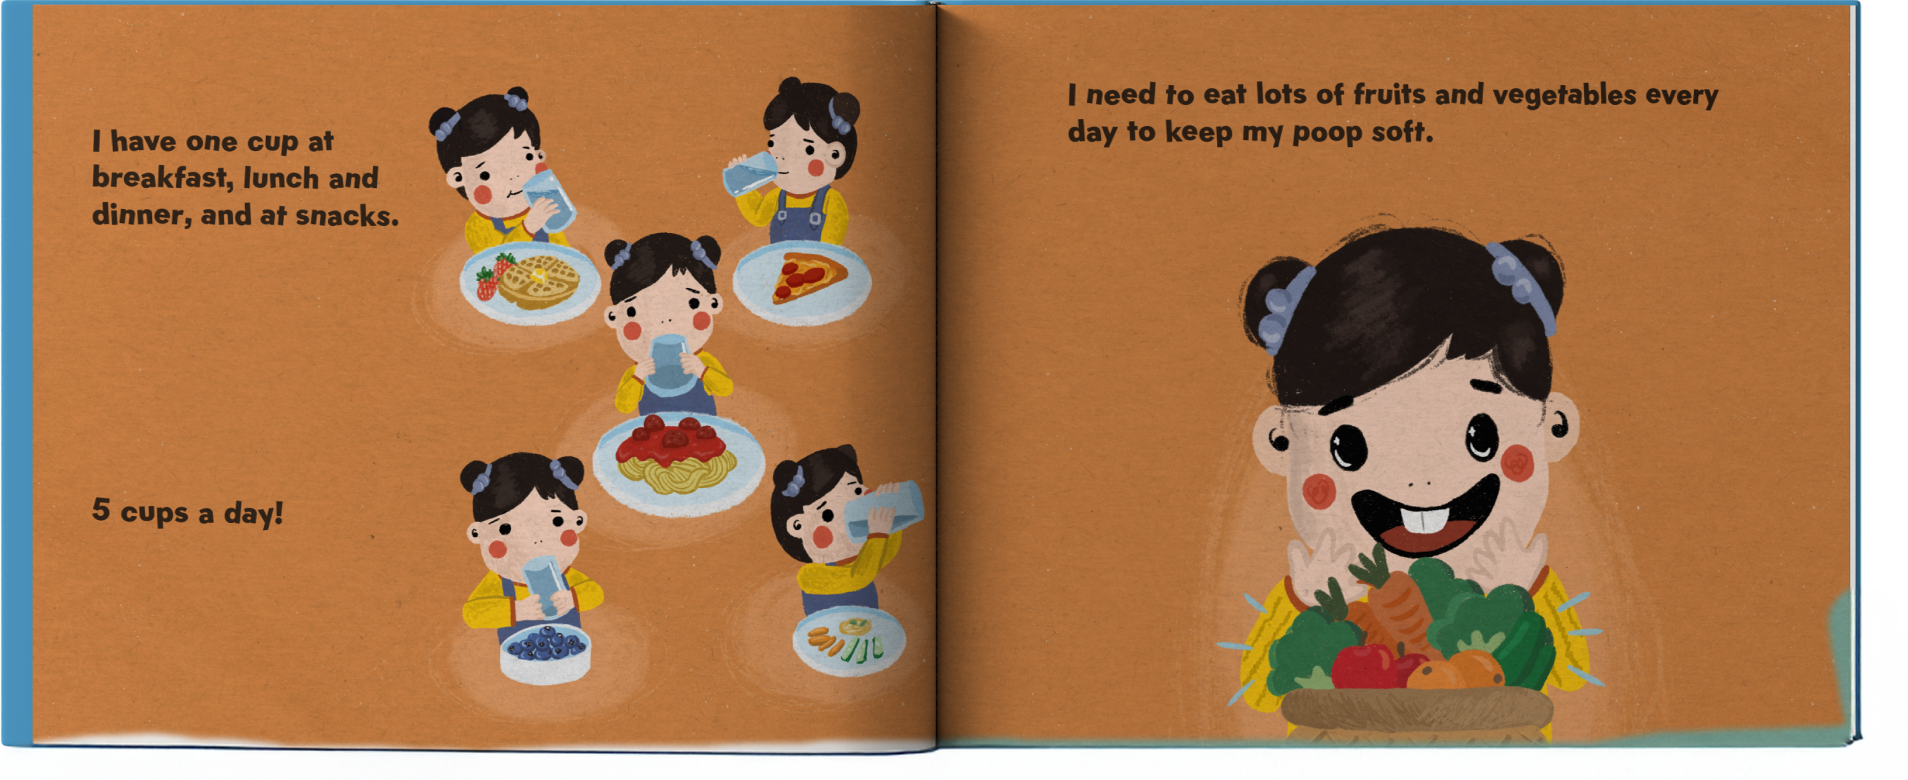 I have one cup at
breakfast, lunch and
dinner, and at snacks.
5 cups a day!
I need to eat lots of fruits and vegetables every
day to keep my poop soft.